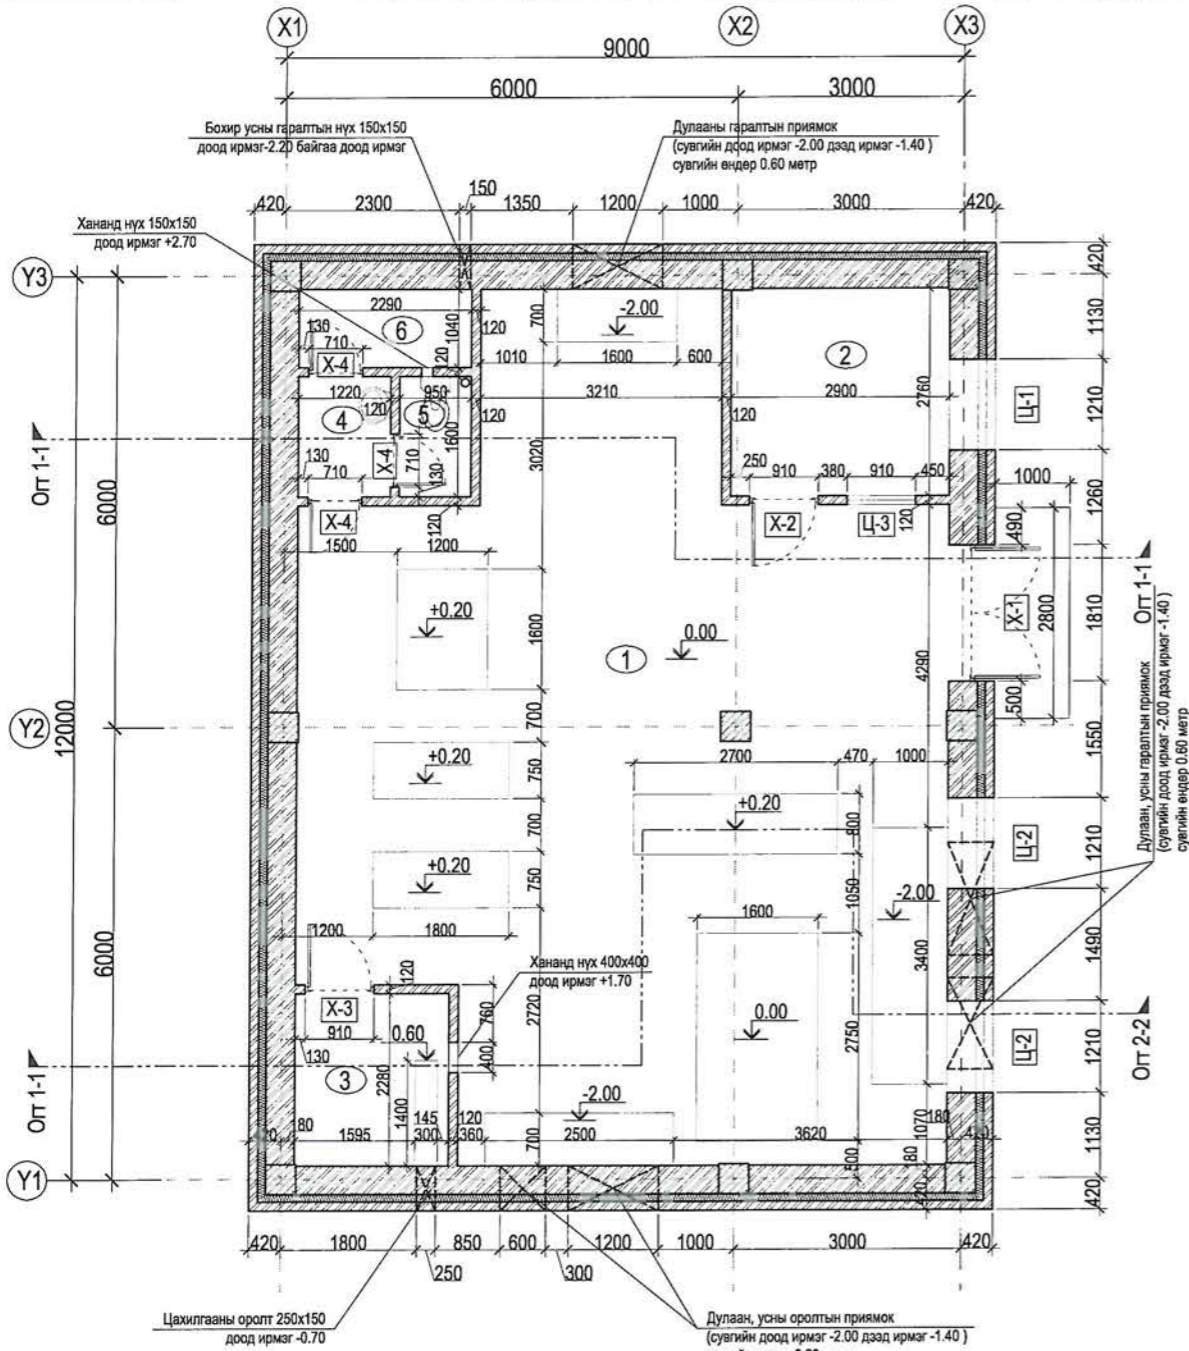 X1 X2 X3
9000
6000 3000
Бохир усны гаралтын нүх 150x150
доод ирмэг-2.20 байгаа доод ирмэг
Дулааны гаралтын приямок
(сувгийн доод ирмэг -2.00 дээд ирмэг -1.40 )
сувгийн өндөр 0.60 метр
150
420 2300 1350 1200 1000 3000 420
Хананд нүх 150x150
доод ирмэг +2.70
Y3
420
1130
2290
130
6
710
X-4
1040
120
120
700
-2.00
1010 1600 600
2
1220 950
3210
2900
2760
Ц-1
1210
4
120
5
120
120
Огт 1-1
6000
X-4
710
1600
130
130
710
3020
250 910 380 910 450
1000
1260
490
X-4
120
X-2
Ц-3
120
1500 1200
Огт 1-1
+0.20
1600
0.00
1
4290
X-1
2800
1810
500
Дулаан, усны гаралтын приямок
(сувгийн доод ирмэг -2.00 дээд ирмэг -1.40 )
сувгийн өндөр 0.60 метр
Y2
12000
700
1550
2700 470 1000
+0.20
750
+0.20
800
700
Ц-2
1210
+0.20
750
1050
-2.00
1600
1200 1800
6000
3400
1490
120
Хананд нүх 400x400
доод ирмэг +1.70
X-3
760
2720
910
0.60
0.00
2750
400
130
Ц-2
1210
Огт 2-2
Огт 1-1
3
2280
1400
-2.00
145 120
180
80
1595 300 360
700
2500
3620
1070
1130
Y1
500
80
420
420
420 1800 850 600 1200 1000 3000 420
250 300
Цахилгааны оролт 250x150
доод ирмэг -0.70
Дулаан, усны оролтын приямок
(сувгийн доод ирмэг -2.00 дээд ирмэг -1.40 )